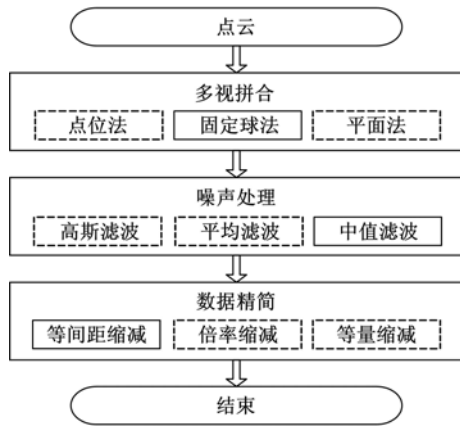 点云
多视拼合
点位法 固定球法 平面法
噪声处理
高斯滤波 平均滤波 中值滤波
数据精简
等间距缩减 倍率缩减 等量缩减
结束